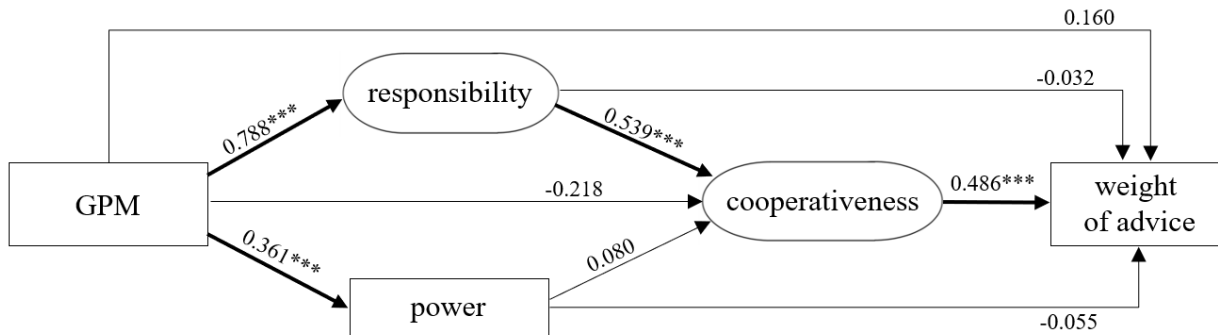 0.160
responsibility
-0.032
0.788***
0.539***
GPM
-0.218
cooperativeness
0.486***
weight
of advice
0.361***
0.080
power
-0.055